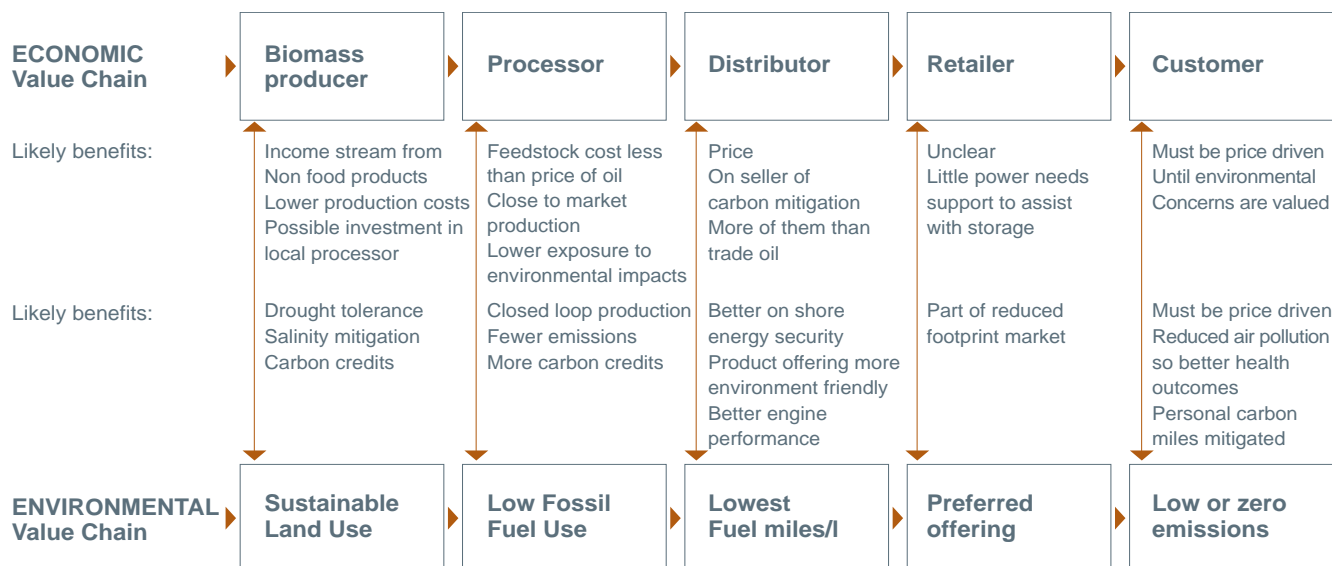 ECONOMIC
Value Chain
Biomass
producer
Processor
Distributor
Retailer
Customer
Likely benefits:
Income stream from
Non food products
Lower production costs
Possible investment in
local processor
Feedstock cost less
than price of oil
Close to market
production
Lower exposure to
environmental impacts
Price
On seller of
carbon mitigation
More of them than
trade oil
Unclear
Little power needs
support to assist
with storage
Must be price driven
Until environmental
Concerns are valued
Likely benefits:
Drought tolerance
Salinity mitigation
Carbon credits
Closed loop production
Fewer emissions
More carbon credits
Better on shore
energy security
Product offering more
environment friendly
Better engine
performance
Part of reduced
footprint market
Must be price driven
Reduced air pollution
so better health
outcomes
Personal carbon
miles mitigated
ENVIRONMENTAL
Value Chain
Sustainable
Land Use
Low Fossil
Fuel Use
Lowest
Fuel miles/l
Preferred
offering
Low or zero
emissions